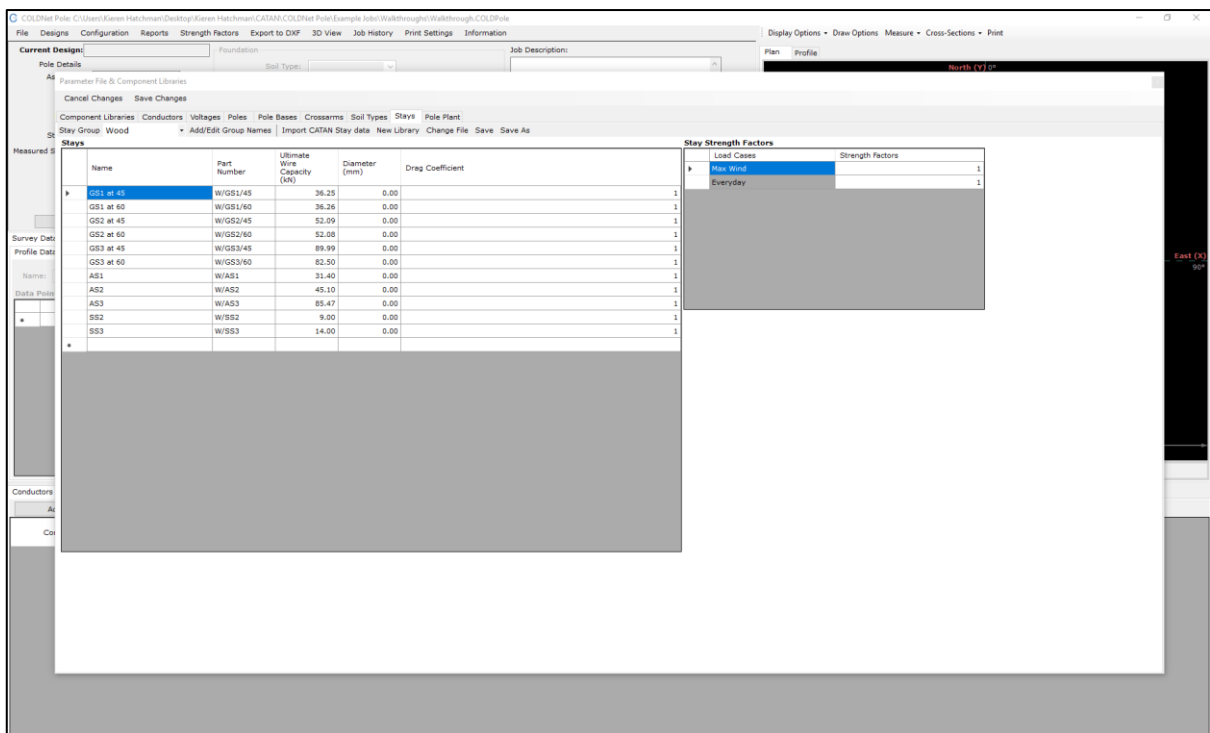 COLDNet Pole: C:\Users\Kieren Hatchman\Desktop\Kieren Hatchman\CATAN\COLDNet Pole\Example Jobs\Walkthroughs\Walkthrough.COLDPole
File Designs Configuration Reports Strength Factors Export to DXF 3D View Job History Print Settings Information Display Options Draw Options Measure Cross-Sections Print
Current Design: Foundation Job Description: Plan Profile
Pole Details Soil Type: North (Y) 0°
As
Parameter File & Component Libraries
Cancel Changes Save Changes
Component Libraries Conductors Voltages Poles Pole Bases Crossarms Soil Types Stays Pole Plant
St Stay Group Wood Add/Edit Group Names Import CATAN Stay data New Library Change File Save Save As
Measured S Stays Stay Strength Factors
Name Part Number Ultimate Wire Capacity (kN) Diameter (mm) Drag Coefficient Load Cases Strength Factors
Max Wind 1
Everyday 1
GS1 at 45 W/GS1/45 36.25 0.00 1
GS1 at 60 W/GS1/60 36.26 0.00 1
GS2 at 45 W/GS2/45 52.09 0.00 1
GS2 at 60 W/GS2/60 52.08 0.00 1
GS3 at 45 W/GS3/45 89.99 0.00 1
GS3 at 60 W/GS3/60 82.50 0.00 1
AS1 W/AS1 31.40 0.00 1
AS2 W/AS2 45.10 0.00 1
AS3 W/AS3 85.47 0.00 1
SS2 W/SS2 9.00 0.00 1
SS3 W/SS3 14.00 0.00 1
Survey Data
Profile Data
East (X)
90°
Name:
Data Poin
Conductors
Ad
Co